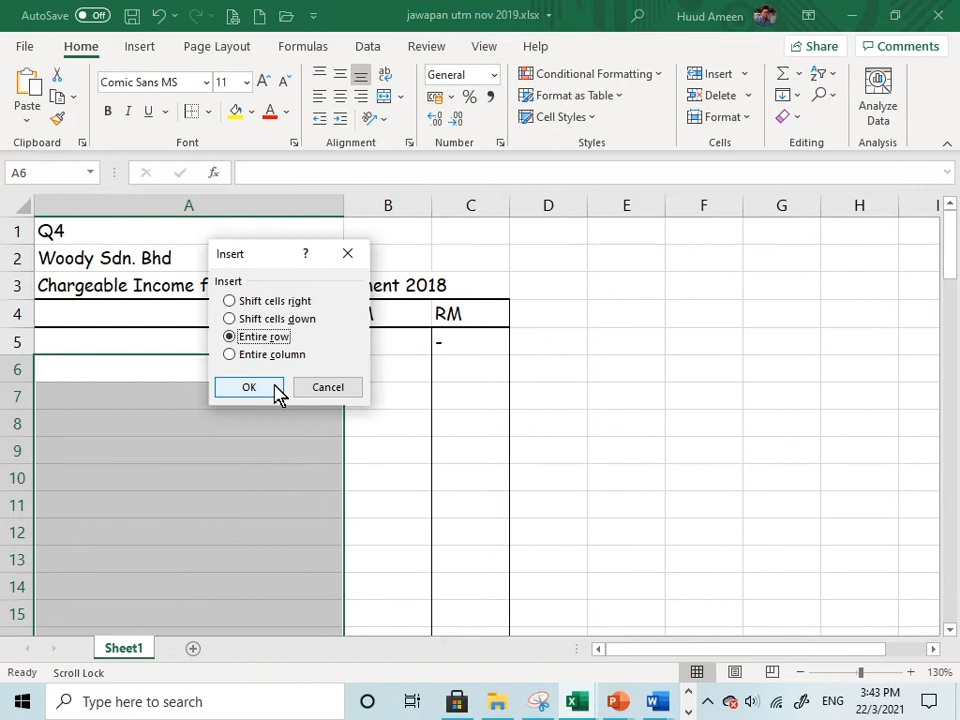 AutoSave Off jawapan utm nov 2019.xlsx Huud Ameen
File Home Insert Page Layout Formulas Data Review View Help Share Comments
Paste Comic Sans MS 11 General Conditional Formatting Insert Analyze Data
B I U A % Format as Table Delete
Cell Styles Format
Clipboard Font Alignment Number Styles Cells Editing Analysis
A6 fx
A B C D E F G H I
1 Q4
2 Woody Sdn. Bhd
3 Chargeable Income f ment 2018
4 RM
5 -
6
7
8
9
10
11
12
13
14
15
Insert ?
Insert
Shift cells right
Shift cells down
Entire row
Entire column
OK Cancel
Sheet1
Ready Scroll Lock 130%
Type here to search ENG 3:43 PM
22/3/2021